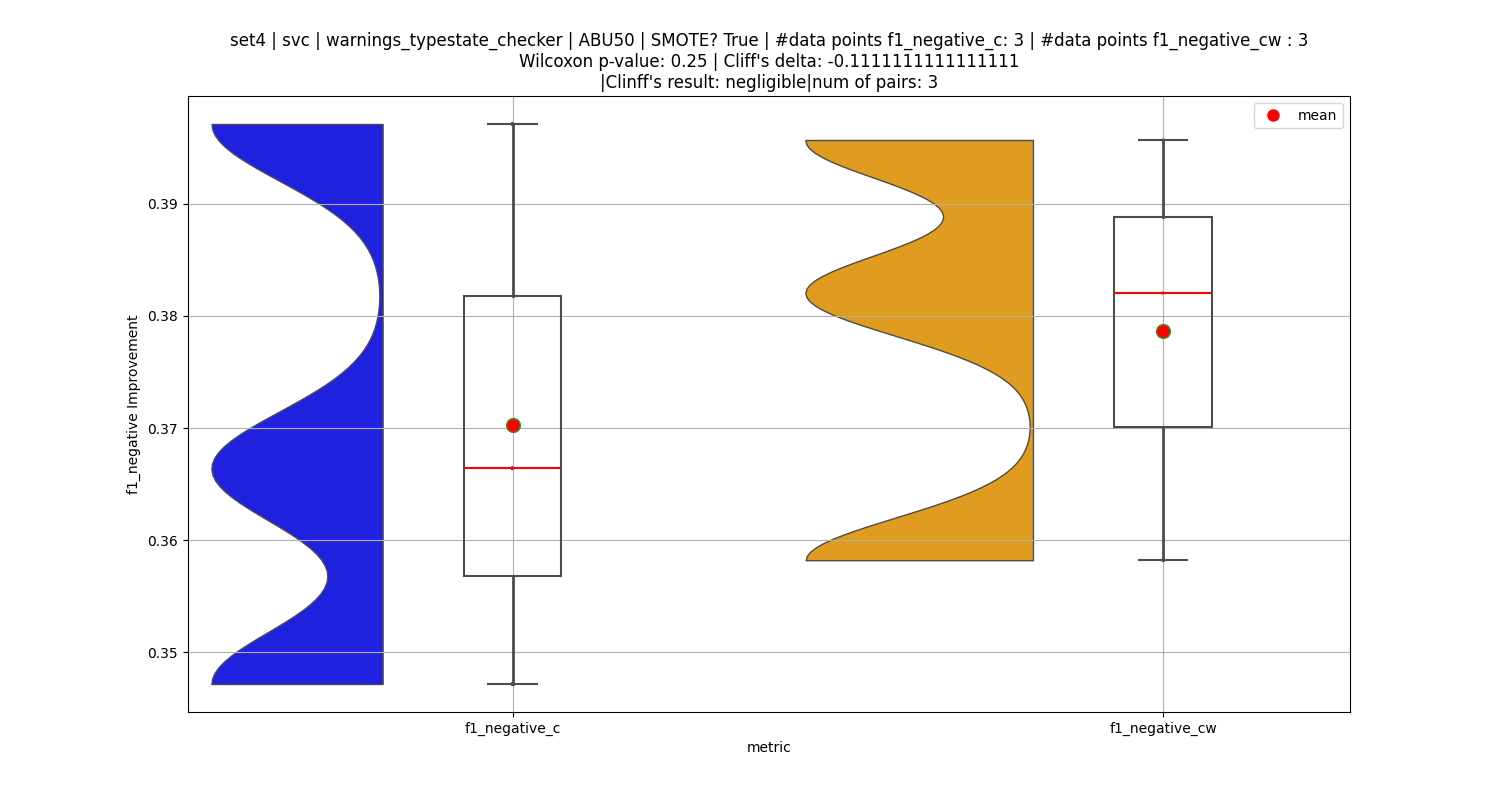 set4 | svc | warnings_typestate_checker | ABU50 | SMOTE? True | #data points f1_negative_c: 3 | #data points f1_negative_cw : 3
Wilcoxon p-value: 0.25 | Cliff's delta: -0.1111111111111111
|Clinff's result: negligible|num of pairs: 3
mean
0.39
0.38
0.37
0.36
0.35
f1_negative Improvement
f1_negative_c
f1_negative_cw
metric